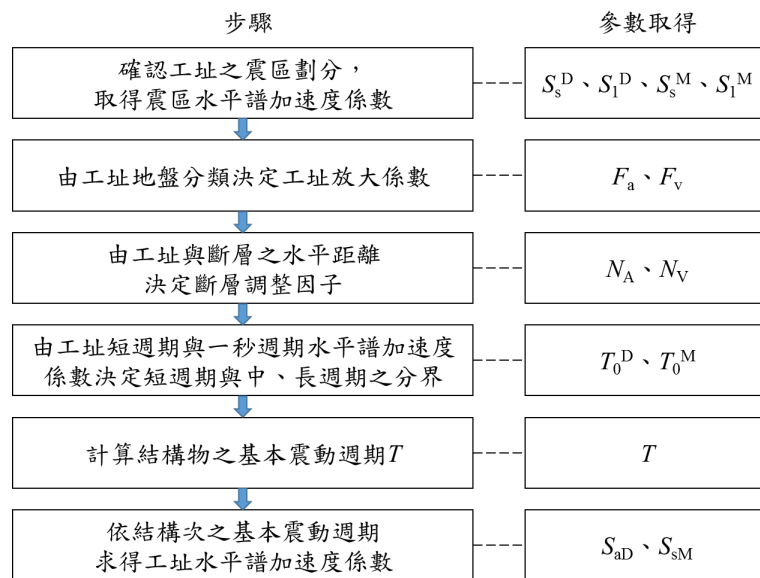 步驟
參數取得
確認工址之震區劃分，
取得震區水平譜加速度係數
S_s^D、S_1^D、S_s^M、S_1^M
由工址地盤分類決定工址放大係數
F_a、F_v
由工址與斷層之水平距離
決定斷層調整因子
N_A、N_V
由工址短週期與一秒週期水平譜加速度
係數決定短週期與中、長週期之分界
T_0^D、T_0^M
計算結構物之基本震動週期T
T
依結構次之基本震動週期
求得工址水平譜加速度係數
S_aD、S_sM